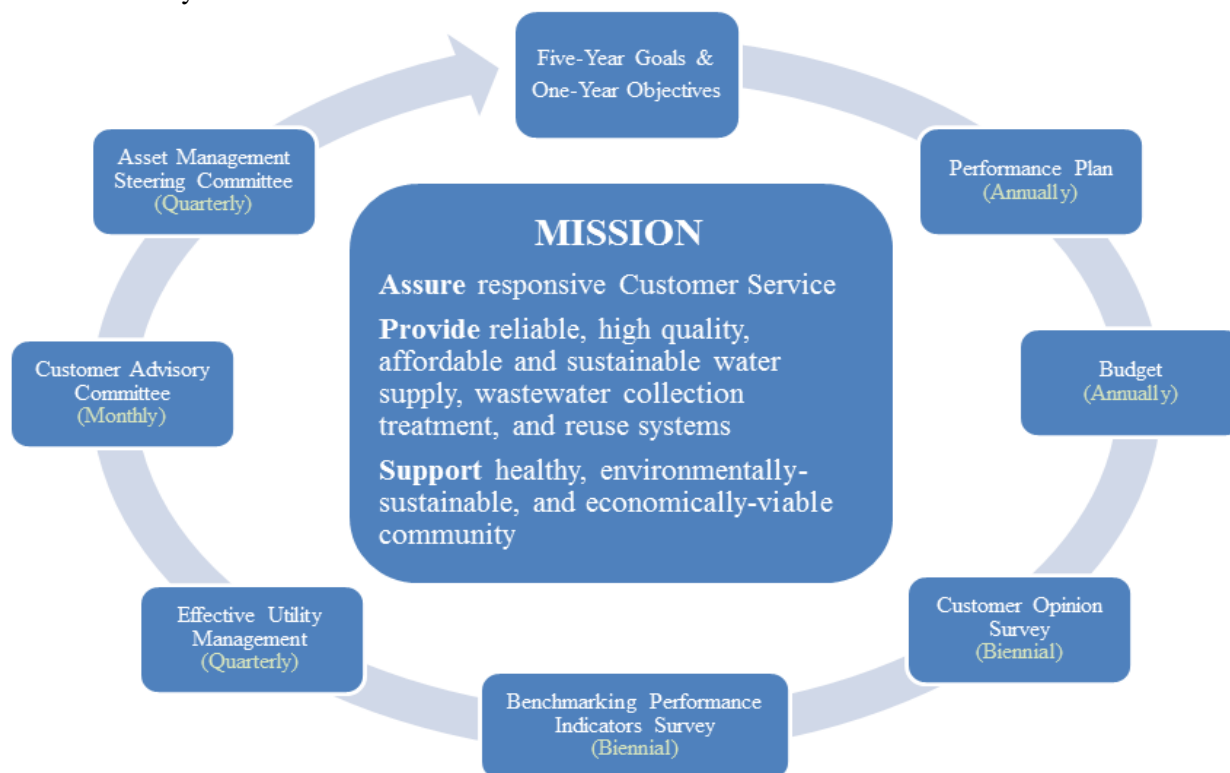 Five-Year Goals &
One-Year Objectives
Performance Plan
(Annually)
Budget
(Annually)
Customer Opinion
Survey
(Biennial)
Benchmarking Performance
Indicators Survey
(Biennial)
Effective Utility
Management
(Quarterly)
Customer Advisory
Committee
(Monthly)
Asset Management
Steering Committee
(Quarterly)
MISSION
Assure responsive Customer Service
Provide reliable, high quality,
affordable and sustainable water
supply, wastewater collection
treatment, and reuse systems
Support healthy, environmentally-
sustainable, and economically-viable
community